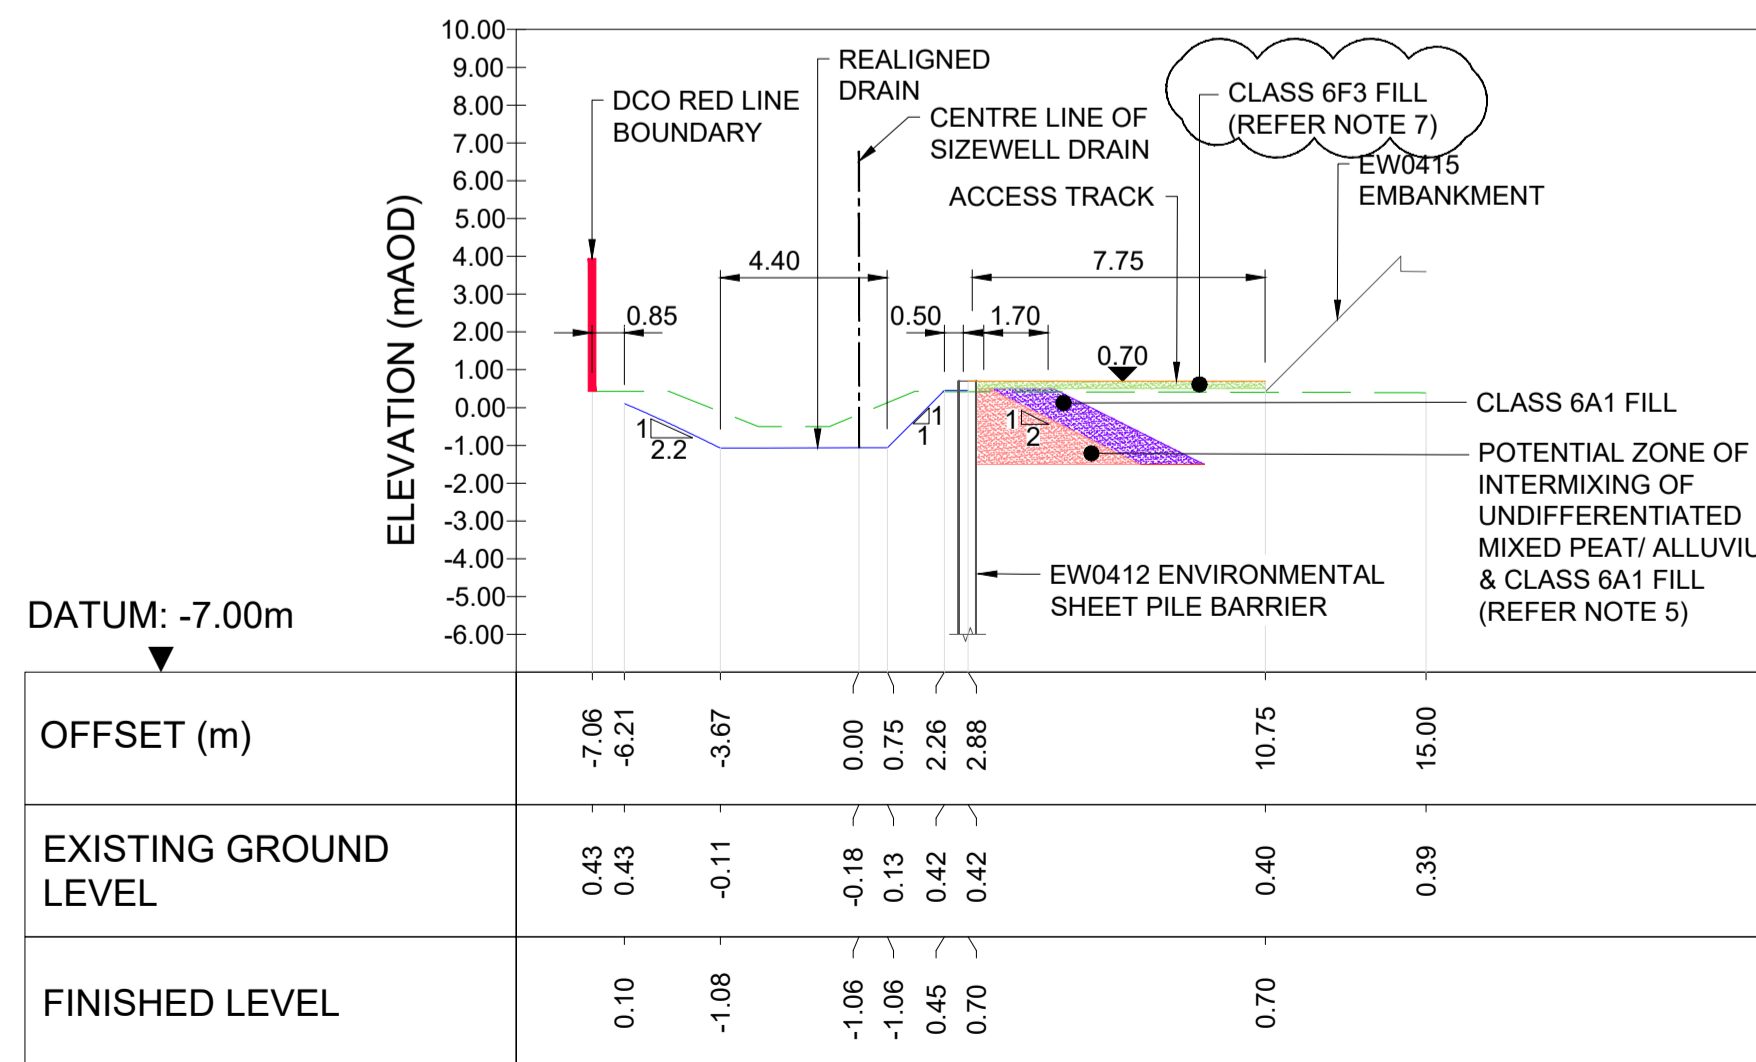 10.00
9.00
8.00
7.00
6.00
5.00
4.00
3.00
2.00
1.00
0.00
-1.00
-2.00
-3.00
-4.00
-5.00
-6.00
ELEVATION (mAOD)
DCO RED LINE
BOUNDARY
REALIGNED
DRAIN
CENTRE LINE OF
SIZEWELL DRAIN
CLASS 6F3 FILL
(REFER NOTE 7)
ACCESS TRACK
EW0415
EMBANKMENT
4.40
7.75
0.85
0.50
1.70
0.70
1
2.2
1
1
1
2
CLASS 6A1 FILL
POTENTIAL ZONE OF
INTERMIXING OF
UNDIFFERENTIATED
MIXED PEAT/ ALLUVIU
& CLASS 6A1 FILL
(REFER NOTE 5)
EW0412 ENVIRONMENTAL
SHEET PILE BARRIER
DATUM: -7.00m
OFFSET (m)
-7.06
-6.21
-3.67
0.00
0.75
2.26
2.88
10.75
15.00
EXISTING GROUND
LEVEL
0.43
0.43
-0.11
-0.18
0.13
0.42
0.42
0.40
0.39
FINISHED LEVEL
0.10
-1.08
-1.06
-1.06
0.45
0.70
0.70